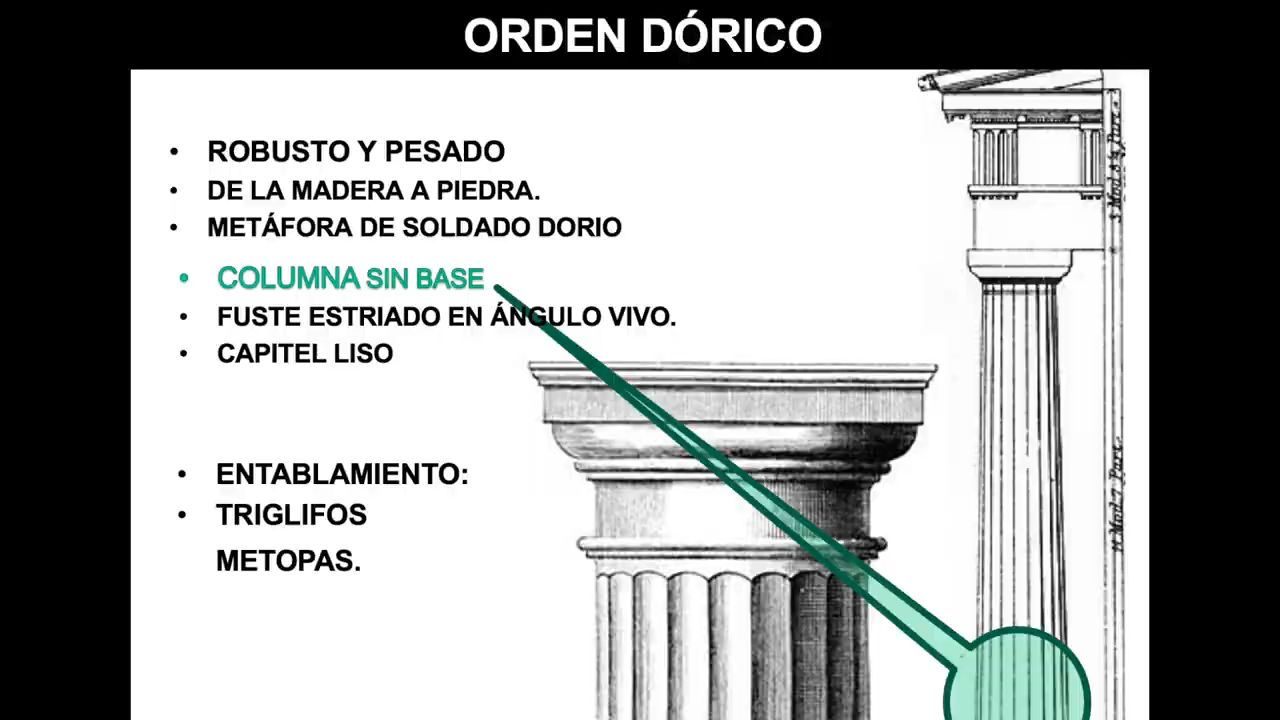 ORDEN DÓRICO
• ROBUSTO Y PESADO
• DE LA MADERA A PIEDRA.
• METÁFORA DE SOLDADO DORIO
• COLUMNA SIN BASE
• FUSTE ESTRIADO EN ÁNGULO VIVO.
• CAPITEL LISO
• ENTABLAMIENTO:
• TRIGLIFOS
METOPAS.